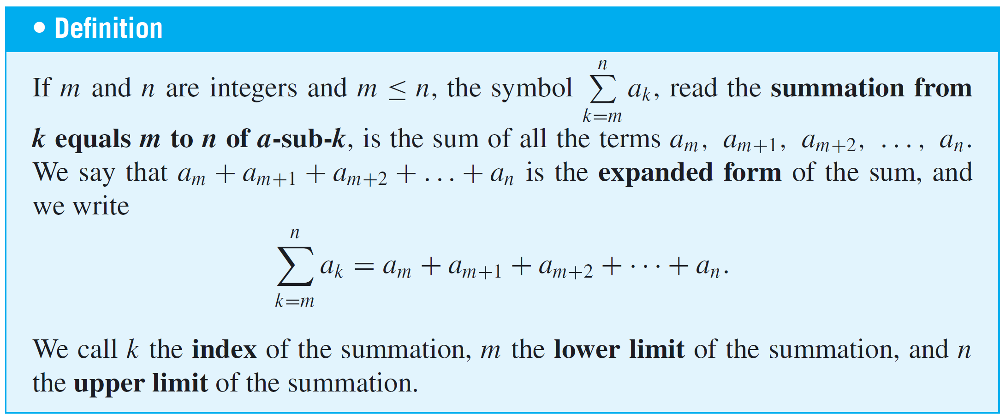 • Definition
If m and n are integers and m ≤ n, the symbol $\sum_{k=m}^{n} a_k$, read the summation from
k equals m to n of a-sub-k, is the sum of all the terms $a_m$, $a_{m+1}$, $a_{m+2}$, ..., $a_n$.
We say that $a_m + a_{m+1} + a_{m+2} + \ldots + a_n$ is the expanded form of the sum, and
we write
$\sum_{k=m}^{n} a_k = a_m + a_{m+1} + a_{m+2} + \cdots + a_n.$
We call k the index of the summation, m the lower limit of the summation, and n
the upper limit of the summation.